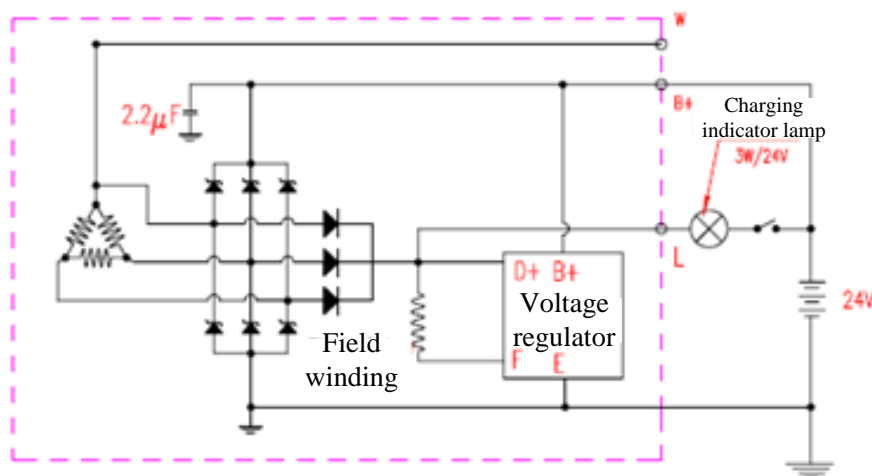 W
B+
Charging
indicator lamp
3W/24V
2.2µF
L
D+ B+
Voltage
regulator
F E
Field
winding
24V